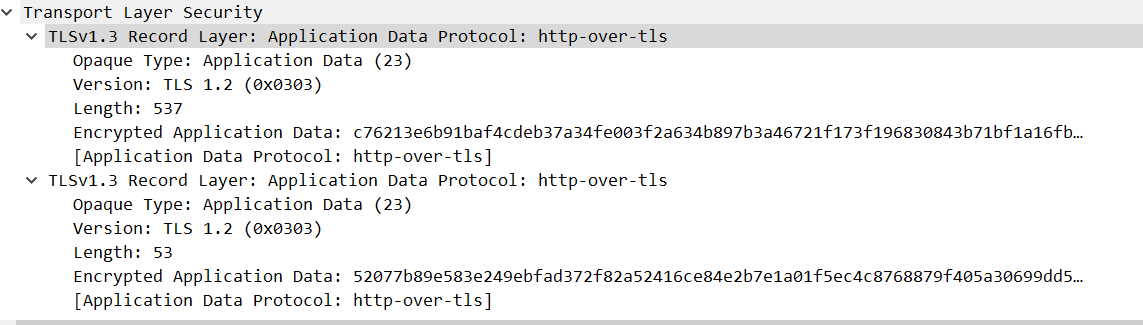 Transport Layer Security
TLSv1.3 Record Layer: Application Data Protocol: http-over-tls
Opaque Type: Application Data (23)
Version: TLS 1.2 (0x0303)
Length: 537
Encrypted Application Data: c76213e6b91baf4cdeb37a34fe003f2a634b897b3a46721f173f196830843b71bf1a16fb…
[Application Data Protocol: http-over-tls]
TLSv1.3 Record Layer: Application Data Protocol: http-over-tls
Opaque Type: Application Data (23)
Version: TLS 1.2 (0x0303)
Length: 53
Encrypted Application Data: 52077b89e583e249ebfad372f82a52416ce84e2b7e1a01f5ec4c8768879f405a30699dd5…
[Application Data Protocol: http-over-tls]